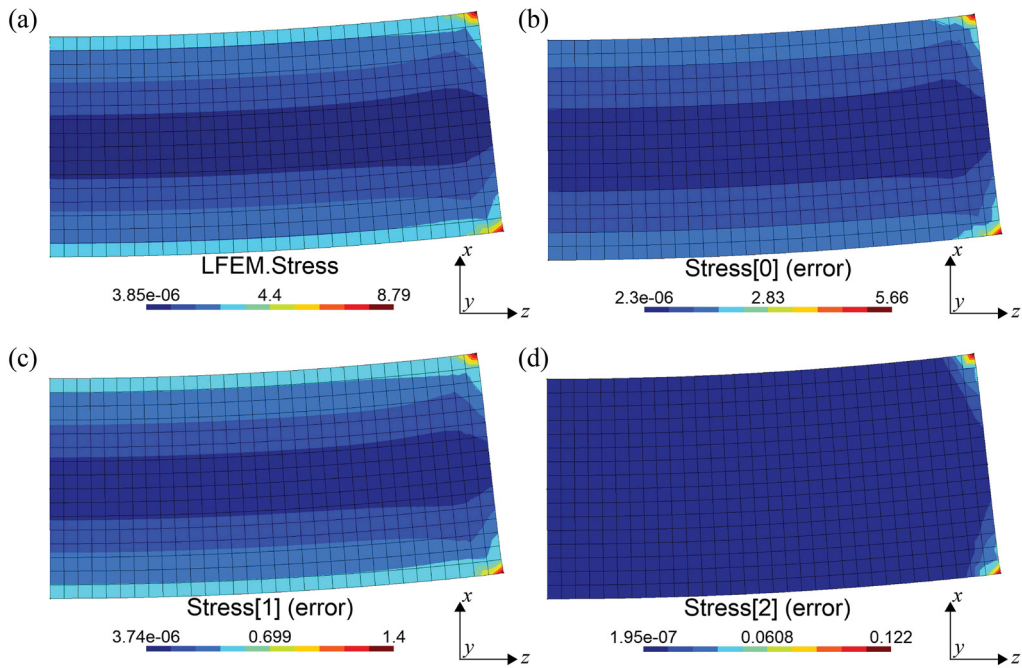 (a)
x
LFEM.Stress
3.85e-06 4.4 8.79
y z
(b)
x
Stress[0] (error)
2.3e-06 2.83 5.66
y z
(c)
x
Stress[1] (error)
3.74e-06 0.699 1.4
y z
(d)
x
Stress[2] (error)
1.95e-07 0.0608 0.122
y z